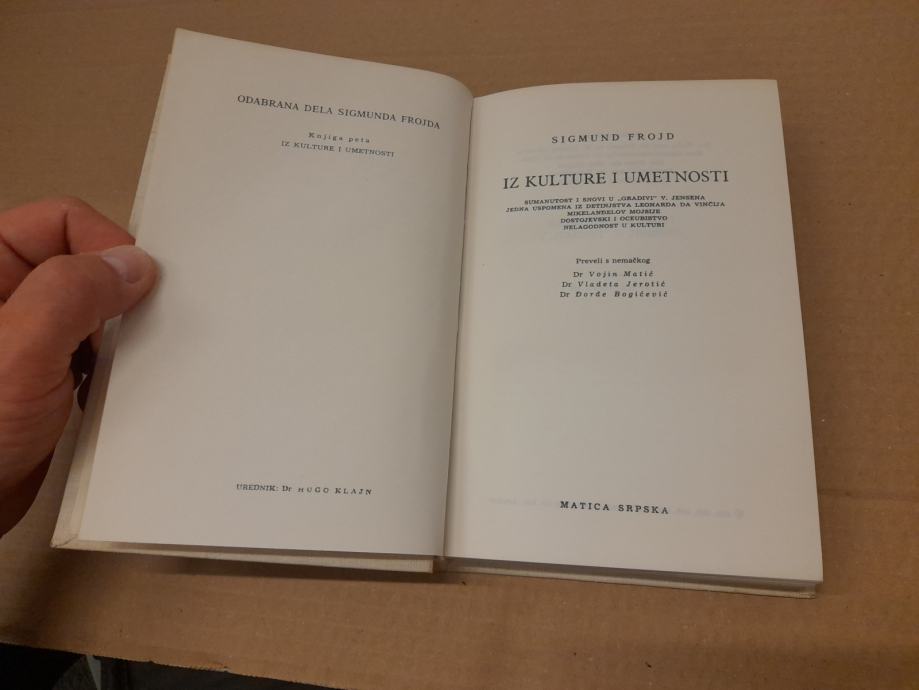 ODABRANA DELA SIGMUNDA FROJDA
Knjiga peta
IZ KULTURE I UMETNOSTI
UREDNIK: Dr HUGO KLAJN
SIGMUND FROJD
IZ KULTURE I UMETNOSTI
SUMANUTOST I SNOVI U „GRADIVI" V. JENSENA
JEDNA USPOMENA IZ DETINJSTVA LEONARDA DA VINČIJA
MIKELANĐELOV MOJSIJE
DOSTOJEVSKI I OCEUBISTVO
NELAGODNOST U KULTURI
Preveli s nemačkog
Dr Vojin Matić
Dr Vladeta Jerotić
Dr Đorđe Bogićević
MATICA SRPSKA